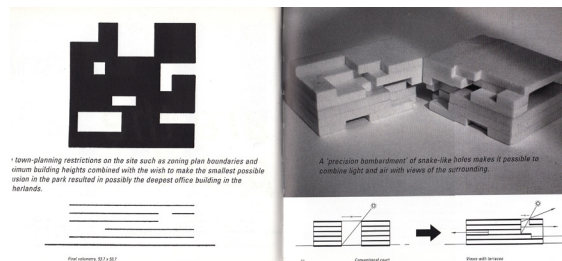 town-planning restrictions on the site such as zoning plan boundaries and
ximum building heights combined with the wish to make the smallest possible
usion in the park resulted in possibly the deepest office building in the
herlands.
Final volumetry, 53.7 x 53.7
A 'precision bombardment' of snake-like holes makes it possible to
combine light and air with views of the surrounding.
Conventional court
Views with terraces